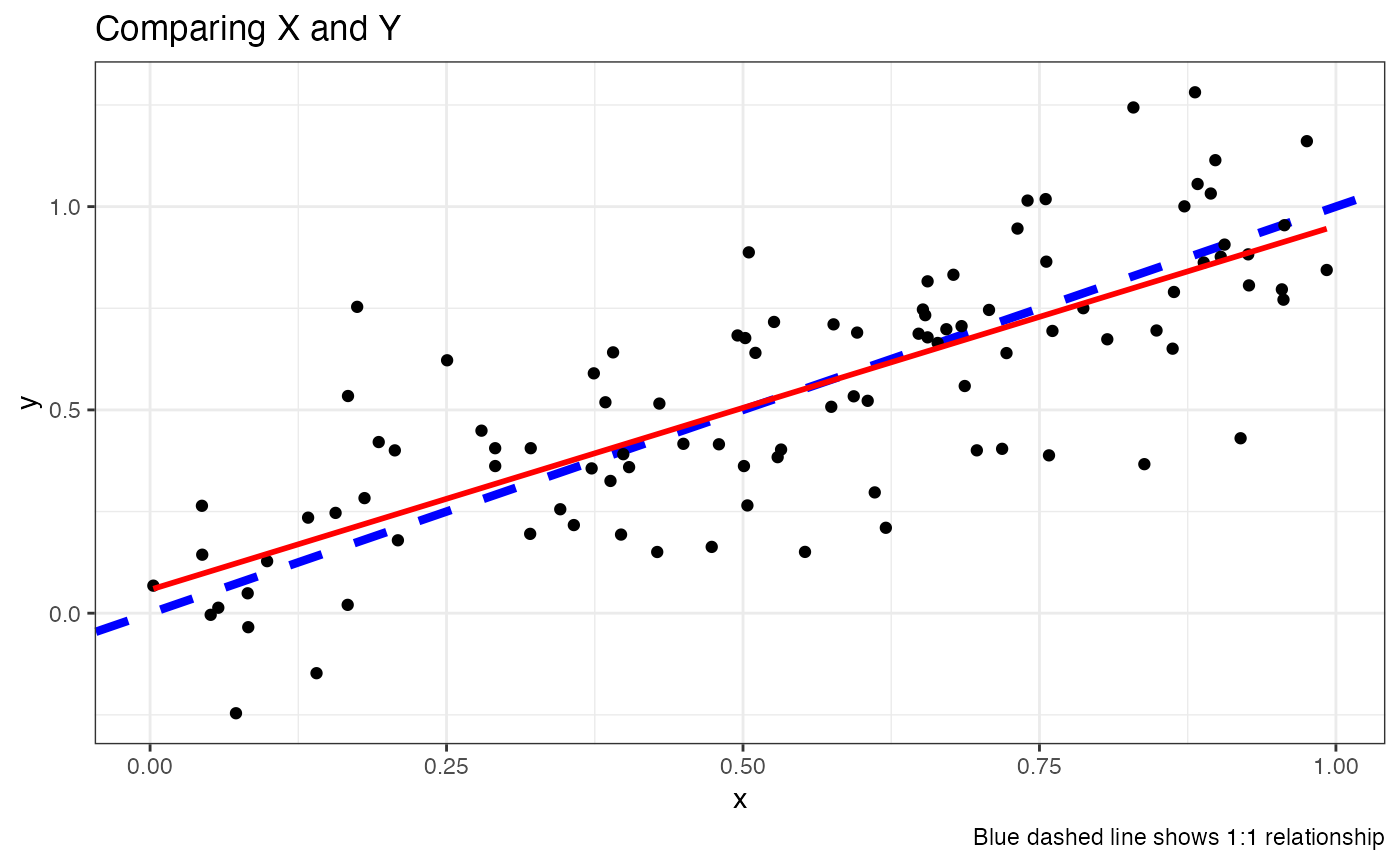 Comparing X and Y
1.0
0.5
0.0
y
0.00 0.25 0.50 0.75 1.00
x
Blue dashed line shows 1:1 relationship